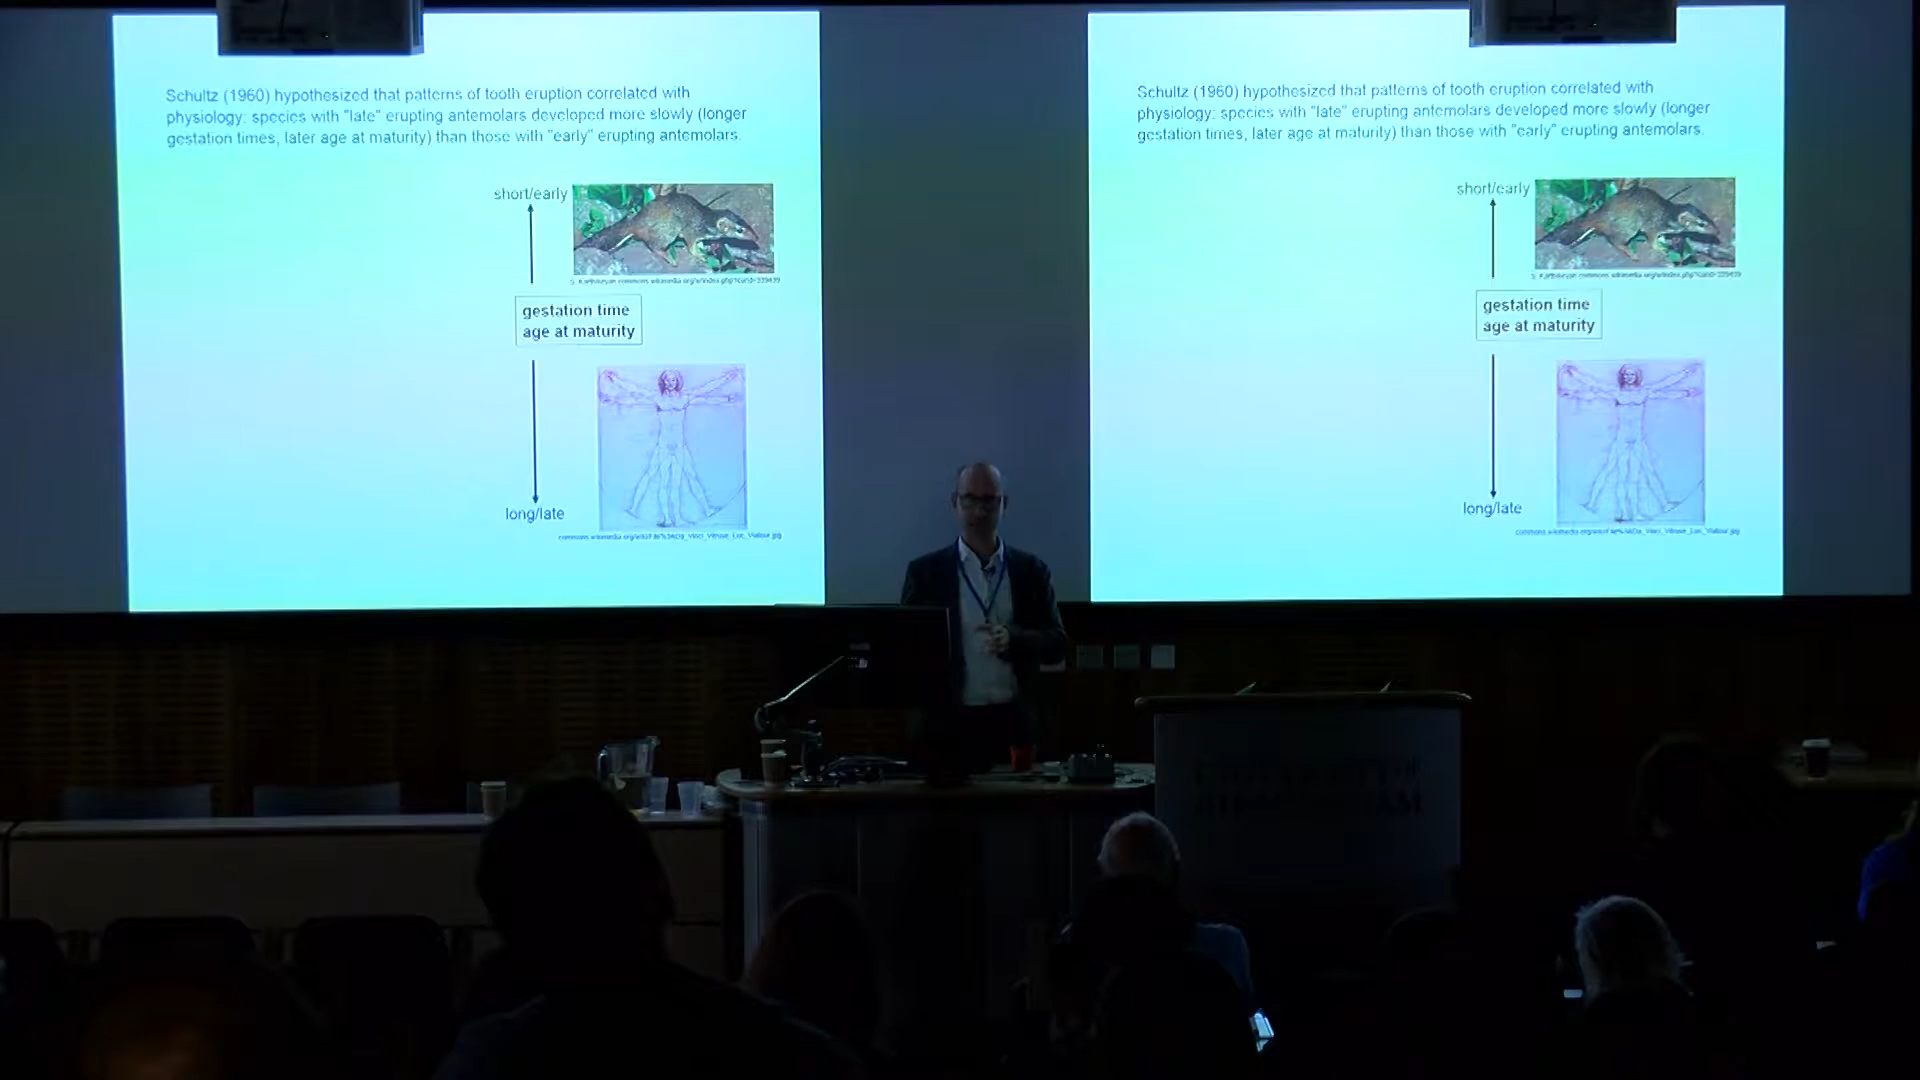 Schultz (1960) hypothesized that patterns of tooth eruption correlated with
physiology: species with "late" erupting antemolars developed more slowly (longer
gestation times, later age at maturity) than those with "early" erupting antemolars.
short/early
gestation time
age at maturity
long/late
Schultz (1960) hypothesized that patterns of tooth eruption correlated with
physiology: species with "late" erupting antemolars developed more slowly (longer
gestation times, later age at maturity) than those with "early" erupting antemolars.
short/early
gestation time
age at maturity
long/late